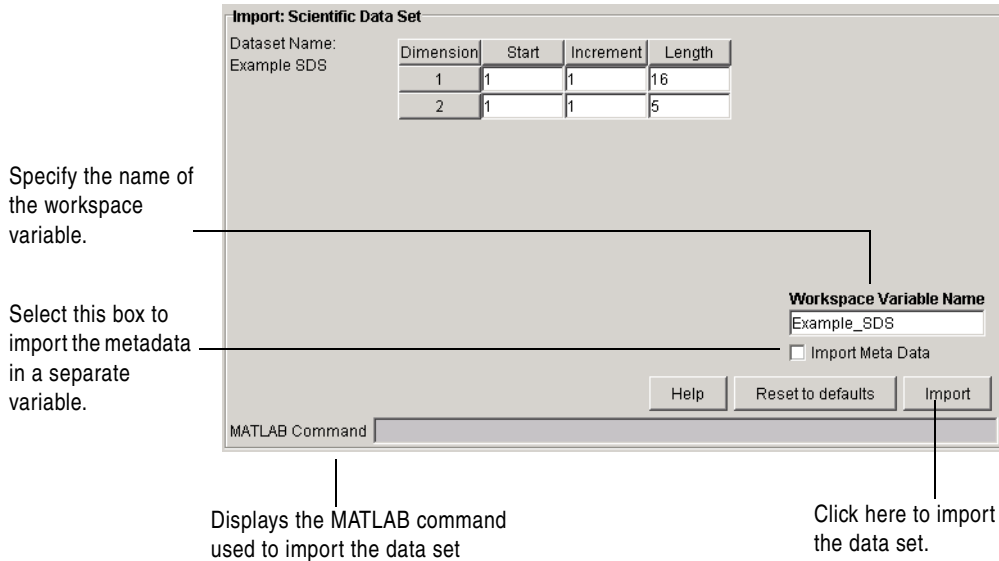 Import: Scientific Data Set
Dataset Name:
Example SDS
Dimension Start Increment Length
1 1 1 16
2 1 1 5
Specify the name of
the workspace
variable.
Workspace Variable Name
Example_SDS
Select this box to
import the metadata
in a separate
variable.
Import Meta Data
Help Reset to defaults Import
MATLAB Command
Displays the MATLAB command
used to import the data set
Click here to import
the data set.